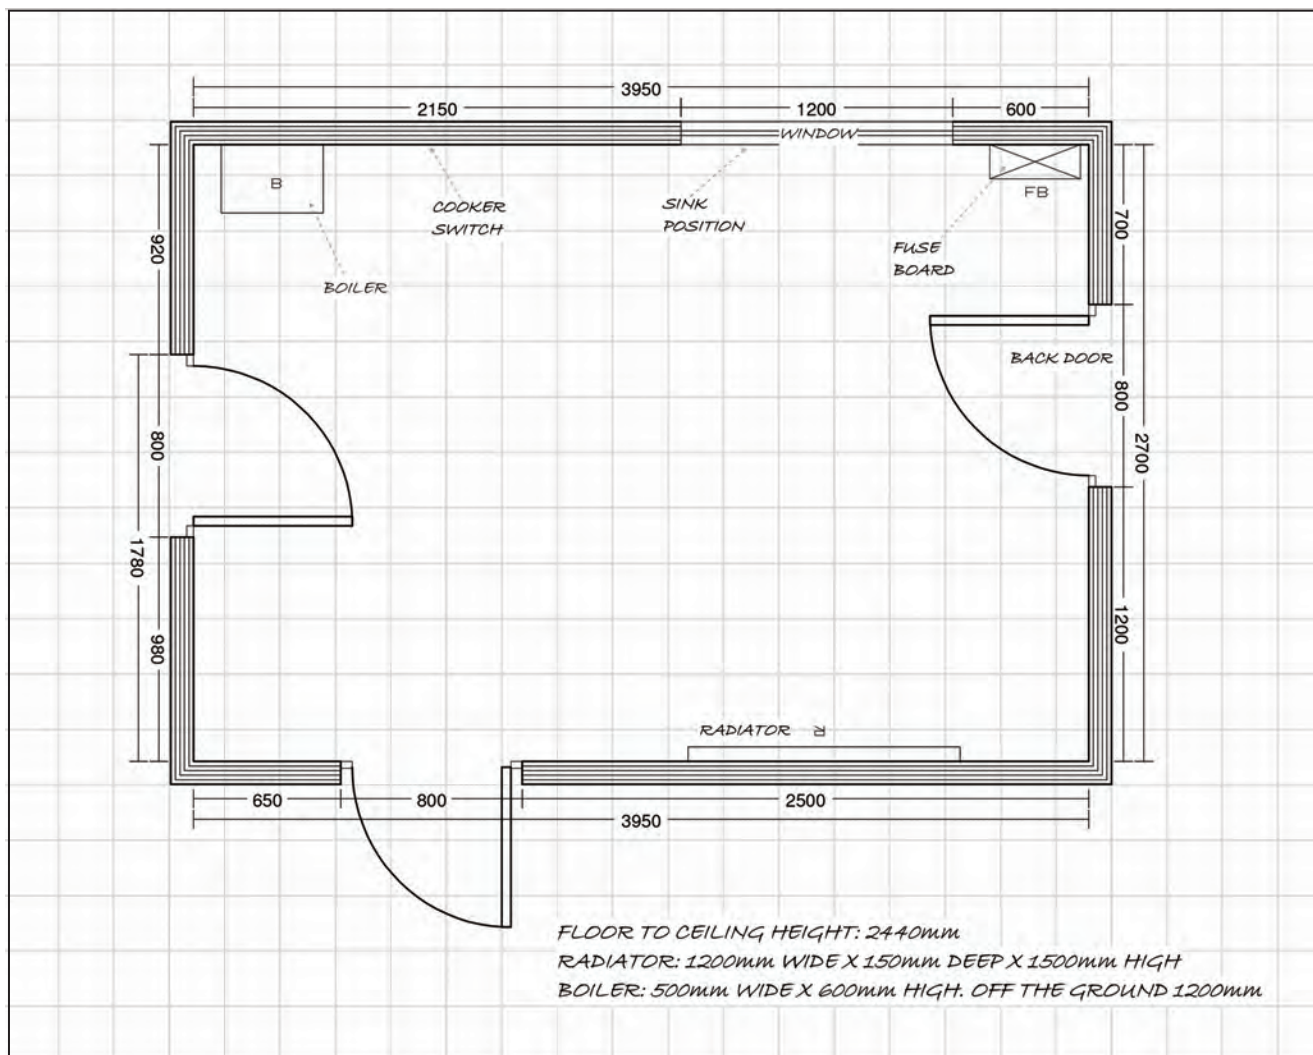 3950
2150
1200
600
WINDOW
B
COOKER
SWITCH
SINK
POSITION
FB
FUSE
BOARD
BOILER
920
700
BACK DOOR
800
800
2700
1780
980
1200
RADIATOR R
650
800
2500
3950
FLOOR TO CEILING HEIGHT: 2440mm
RADIATOR: 1200mm WIDE X 150mm DEEP X 1500mm HIGH
BOILER: 500mm WIDE X 600mm HIGH. OFF THE GROUND 1200mm